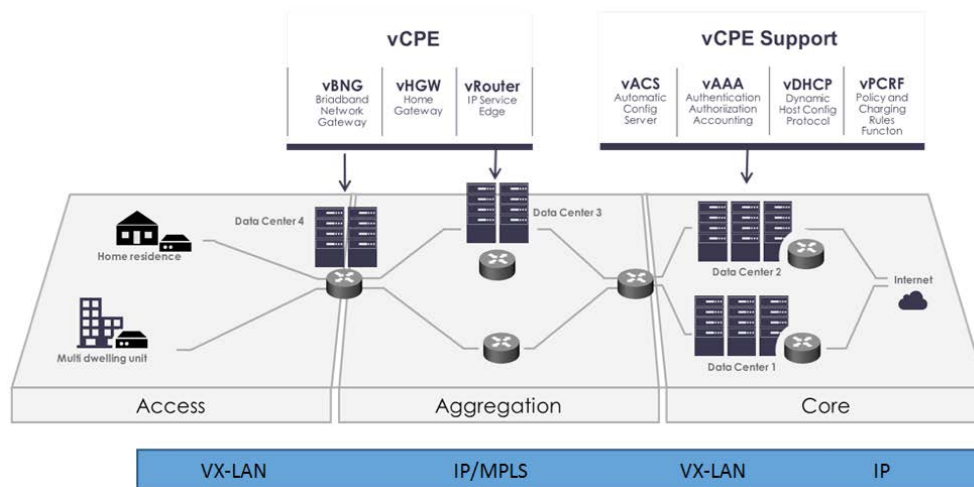 vCPE
vBNG
Briadband
Network
Gateway
vHGW
Home
Gateway
vRouter
IP Service
Edge
vCPE Support
vACS
Automatic
Config
Server
vAAA
Authentication
Authoriization
Accounting
vDHCP
Dynamic
Host Config
Protocol
vPCRF
Policy and
Charging
Rules
Functon
Data Center 4
Data Center 3
Home residence
Data Center 2
Internet
Multi dwelling unit
Data Center 1
Access
Aggregation
Core
VX-LAN
IP/MPLS
VX-LAN
IP